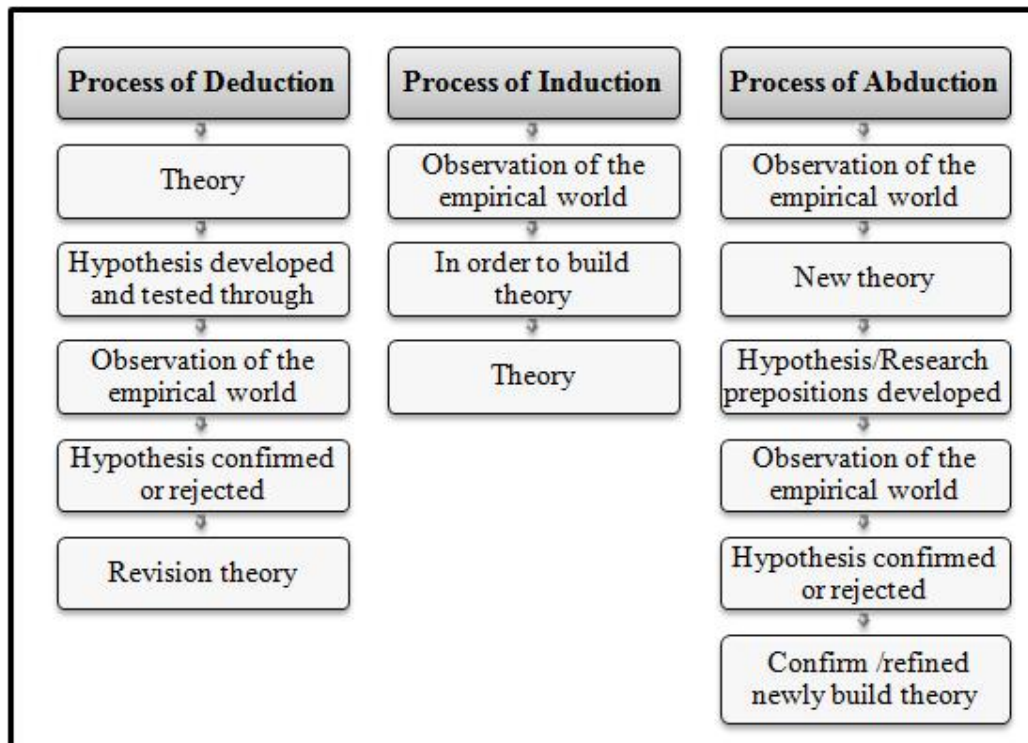 Process of Deduction
Theory
Hypothesis developed
and tested through
Observation of the
empirical world
Hypothesis confirmed
or rejected
Revision theory
Process of Induction
Observation of the
empirical world
In order to build
theory
Theory
Process of Abduction
Observation of the
empirical world
New theory
Hypothesis/Research
prepositions developed
Observation of the
empirical world
Hypothesis confirmed
or rejected
Confirm /refined
newly build theory